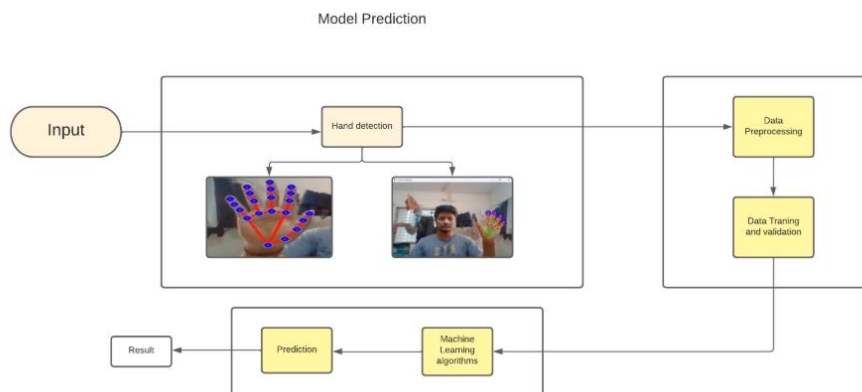 Model Prediction
Input
Hand detection
Data
Preprocessing
Data Traning
and validation
Machine
Learning
algorithms
Prediction
Result